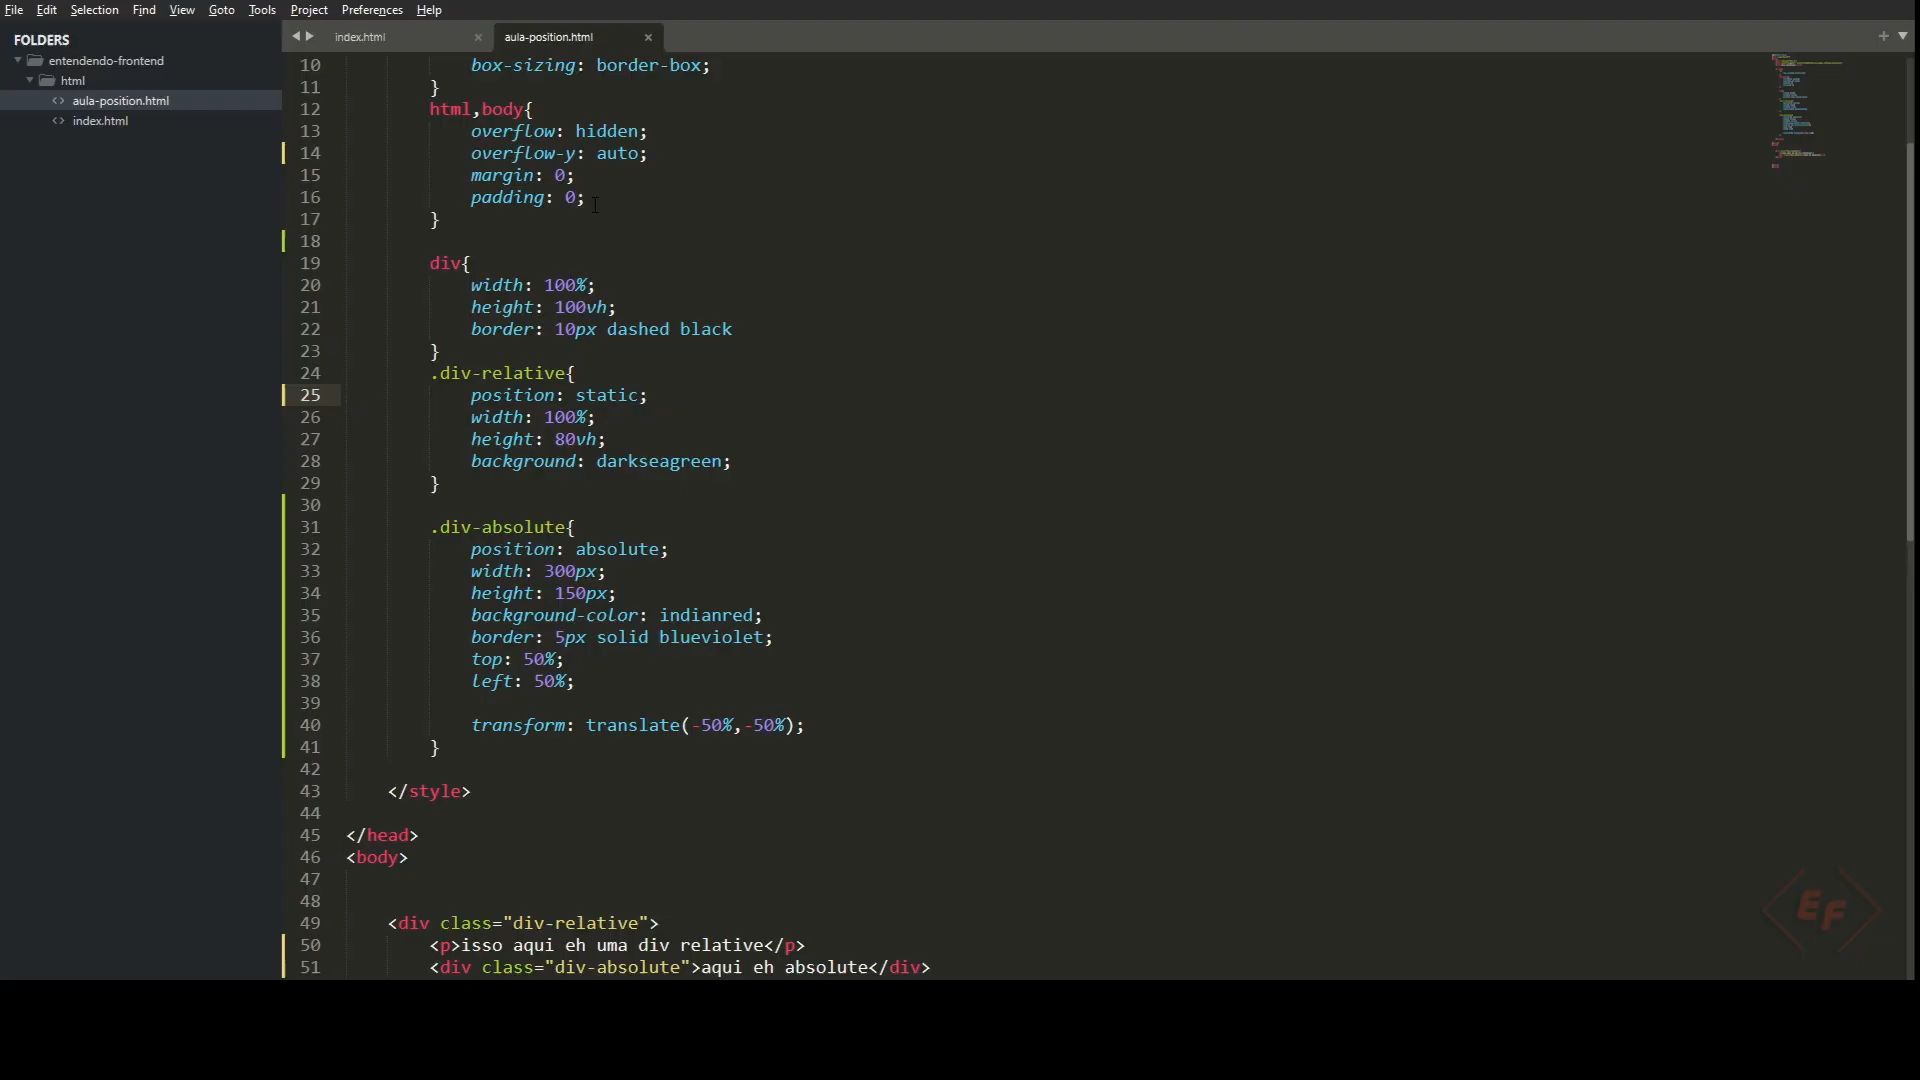 File Edit Selection Find View Goto Tools Project Preferences Help
FOLDERS
entendendo-frontend
html
<> aula-position.html
<> index.html
index.html × aula-position.html ×
10 box-sizing: border-box;
11 }
12 html,body{
13 overflow: hidden;
14 overflow-y: auto;
15 margin: 0;
16 padding: 0;
17 }
18
19 div{
20 width: 100%;
21 height: 100vh;
22 border: 10px dashed black
23 }
24 .div-relative{
25 position: static;
26 width: 100%;
27 height: 80vh;
28 background: darkseagreen;
29 }
30
31 .div-absolute{
32 position: absolute;
33 width: 300px;
34 height: 150px;
35 background-color: indianred;
36 border: 5px solid blueviolet;
37 top: 50%;
38 left: 50%;
39
40 transform: translate(-50%,-50%);
41 }
42
43 </style>
44
45 </head>
46 <body>
47
48
49 <div class="div-relative">
50 <p>isso aqui eh uma div relative</p>
51 <div class="div-absolute">aqui eh absolute</div>
EF